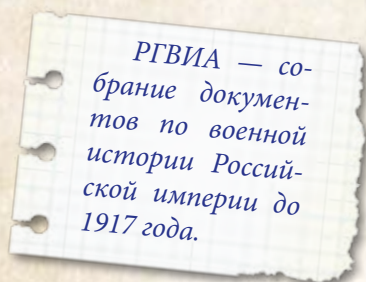 РГВИА — со-
брание докумен-
тов по военной
истории Россий-
ской империи до
1917 года.